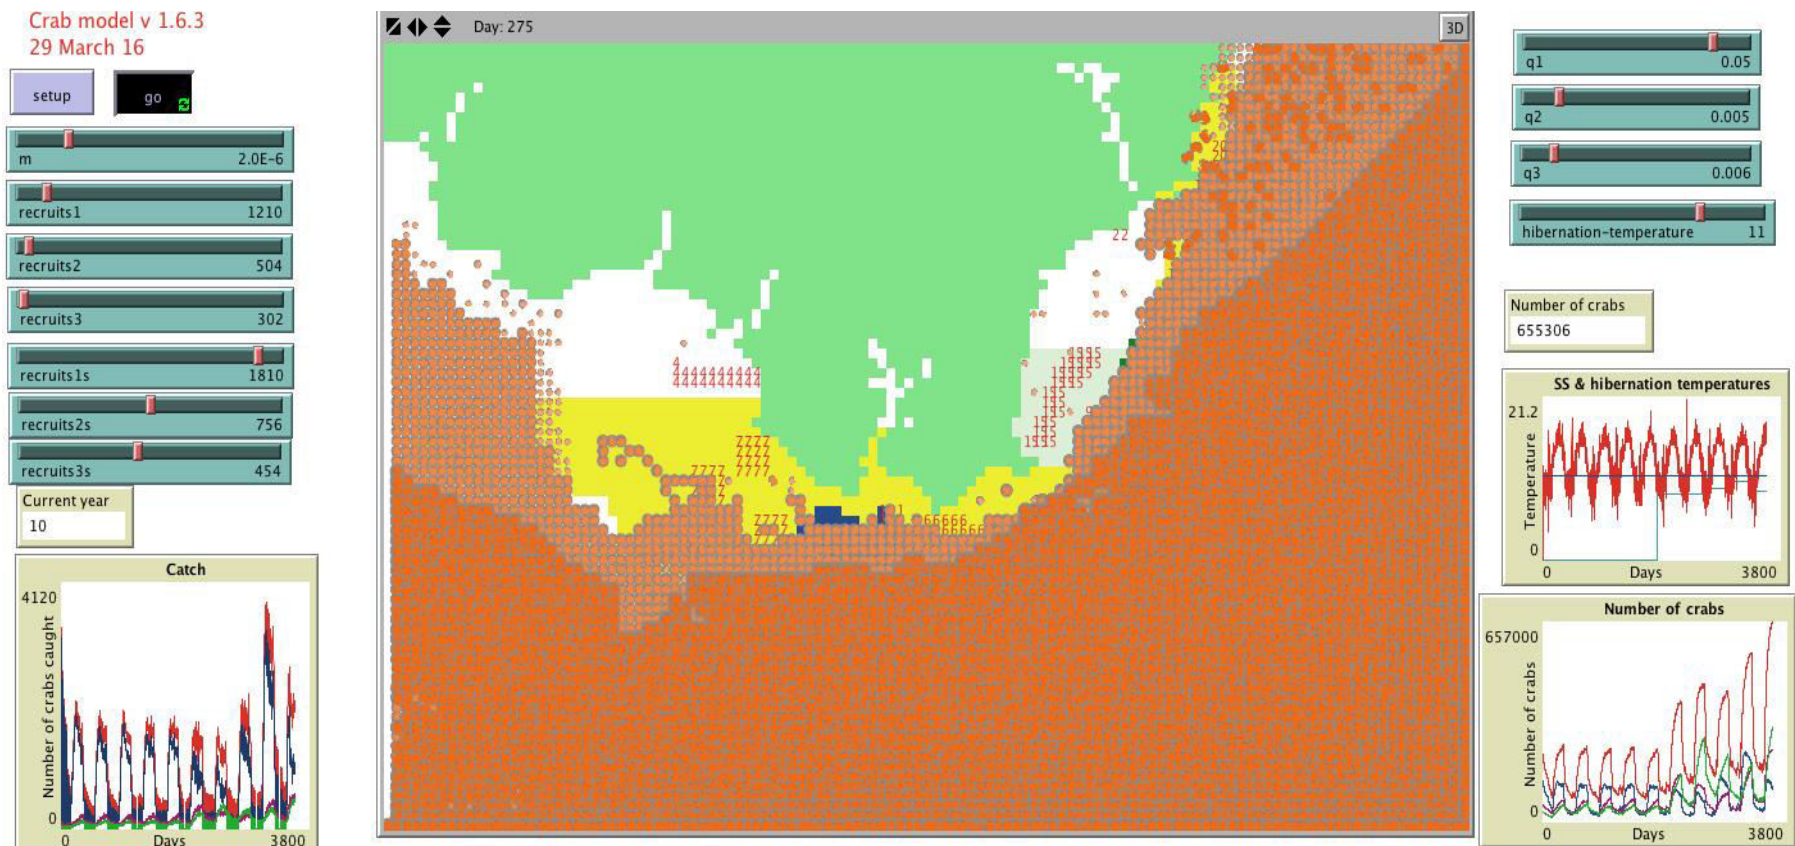 Crab model v 1.6.3
29 March 16
setup
go
m 2.0E-6
recruits1 1210
recruits2 504
recruits3 302
recruits1s 1810
recruits2s 756
recruits3s 454
Current year
10
Catch
4120
Number of crabs caught
0
0 Days 3800
Day: 275
3D
22
4
4444444444
4444444444
q1 0.05
q2 0.005
q3 0.006
hibernation-temperature 11
Number of crabs
655306
SS & hibernation temperatures
21.2
Temperature
0
0 Days 3800
Number of crabs
657000
Number of crabs
0
0 Days 3800